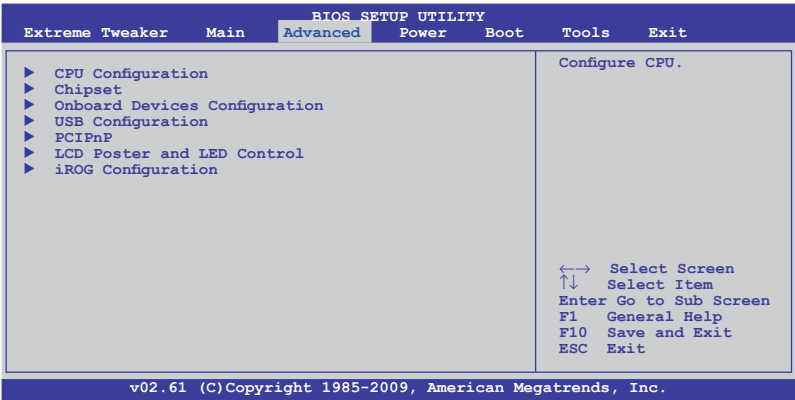 BIOS SETUP UTILITY
Extreme Tweaker Main Advanced Power Boot Tools Exit
▶ CPU Configuration
▶ Chipset
▶ Onboard Devices Configuration
▶ USB Configuration
▶ PCIPnP
▶ LCD Poster and LED Control
▶ iROG Configuration
Configure CPU.
←→ Select Screen
↑↓ Select Item
Enter Go to Sub Screen
F1 General Help
F10 Save and Exit
ESC Exit
v02.61 (C)Copyright 1985-2009, American Megatrends, Inc.